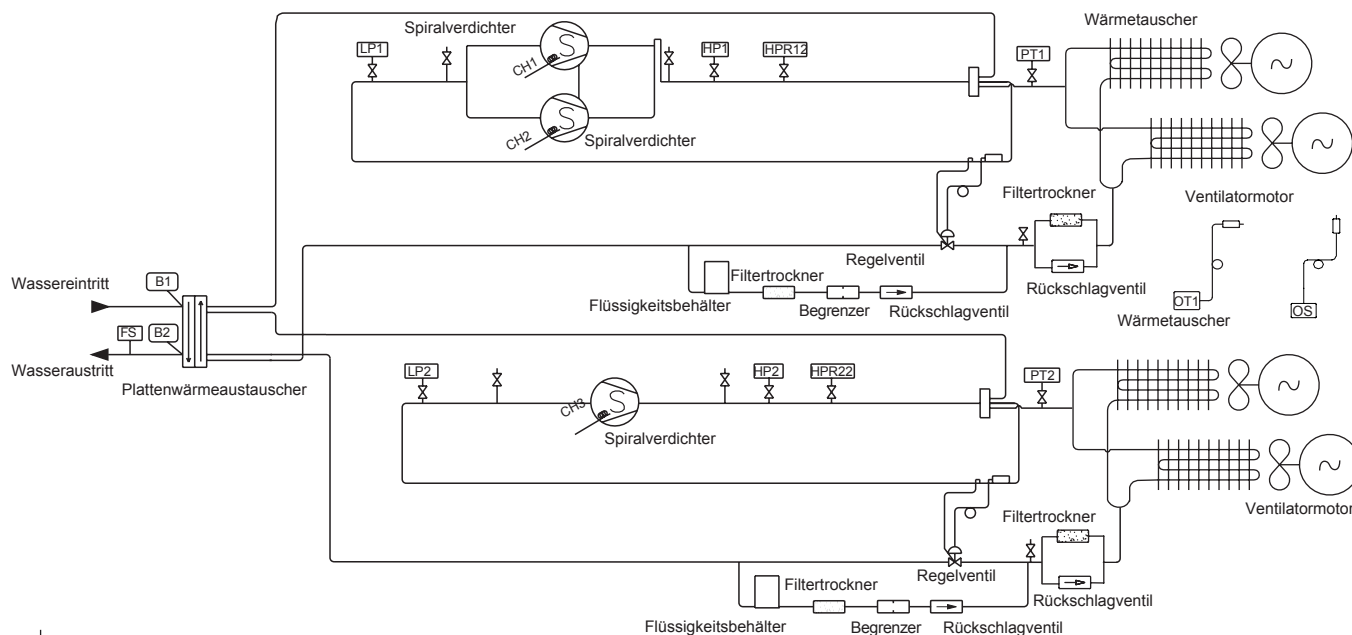 Spiralverdichter
Wärmetauscher
LP1
CH1
HP1
HPR12
PT1
CH2
Spiralverdichter
Filtertrockner
Ventilatormotor
Regelventil
Wassereintritt
B1
Filtertrockner
Rückschlagventil
Flüssigkeitsbehälter
Begrenzer
Rückschlagventil
OT1
OS
Wärmetauscher
FS
B2
Wasseraustritt
Plattenwärmeaustauscher
LP2
CH3
HP2
HPR22
PT2
Spiralverdichter
Ventilatormotor
Filtertrockner
Regelventil
Filtertrockner
Rückschlagventil
Flüssigkeitsbehälter
Begrenzer
Rückschlagventil